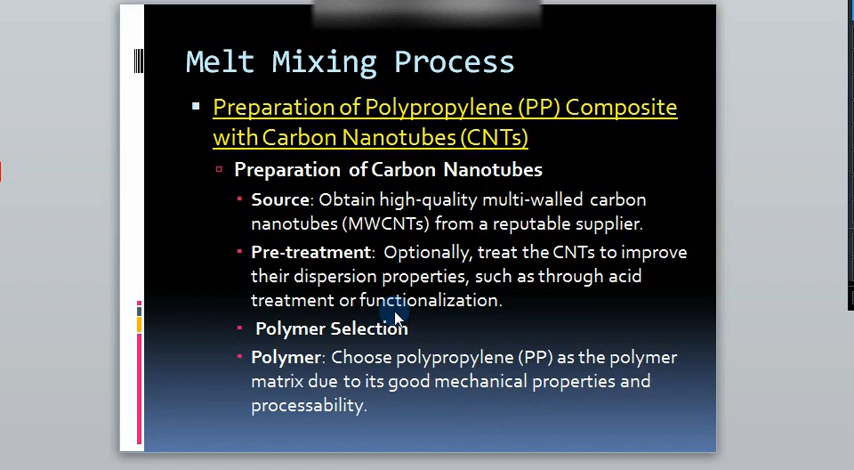 Melt Mixing Process
Preparation of Polypropylene (PP) Composite
with Carbon Nanotubes (CNTs)
Preparation of Carbon Nanotubes
Source: Obtain high-quality multi-walled carbon
nanotubes (MWCNTs) from a reputable supplier.
Pre-treatment: Optionally, treat the CNTs to improve
their dispersion properties, such as through acid
treatment or functionalization.
Polymer Selection
Polymer: Choose polypropylene (PP) as the polymer
matrix due to its good mechanical properties and
processability.